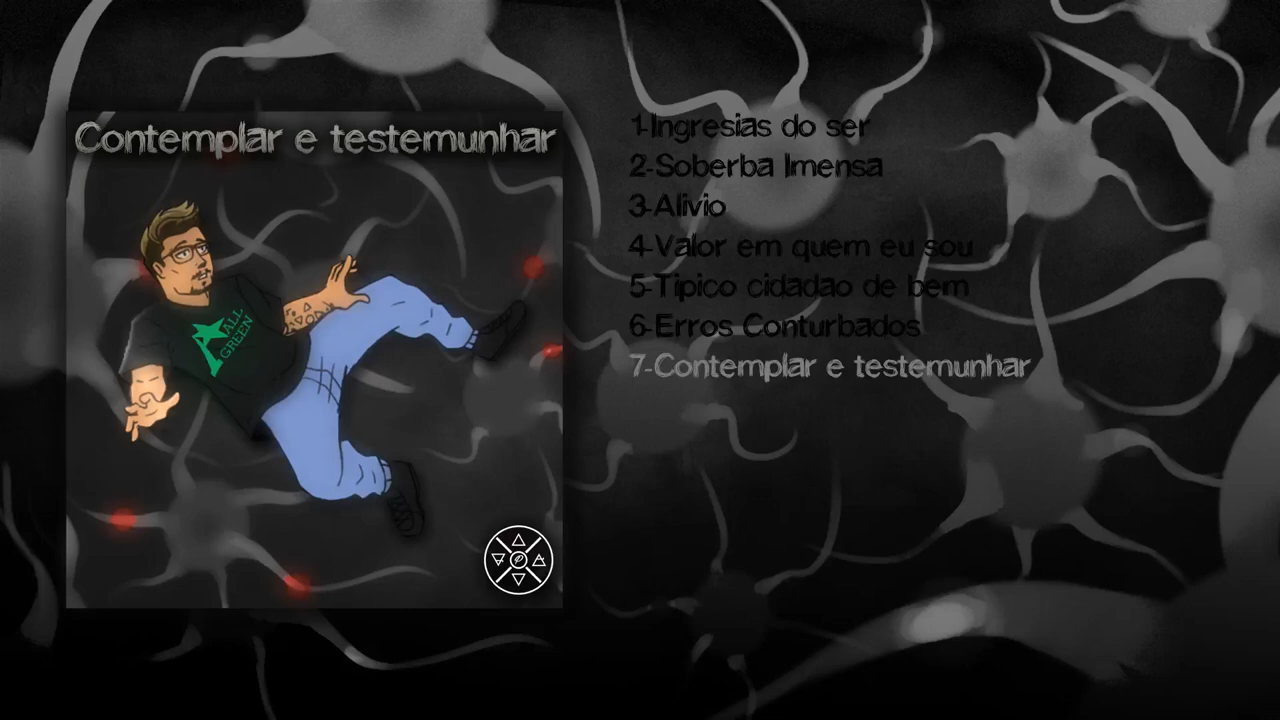 Contemplar e testemunhar
ALL
GREEN
1-Ingresias do ser
2-Soberba Imensa
3-Alivio
4-Valor em quem eu sou
5-Tipico cidadao de bem
6-Erros Conturbados
7-Contemplar e testemunhar